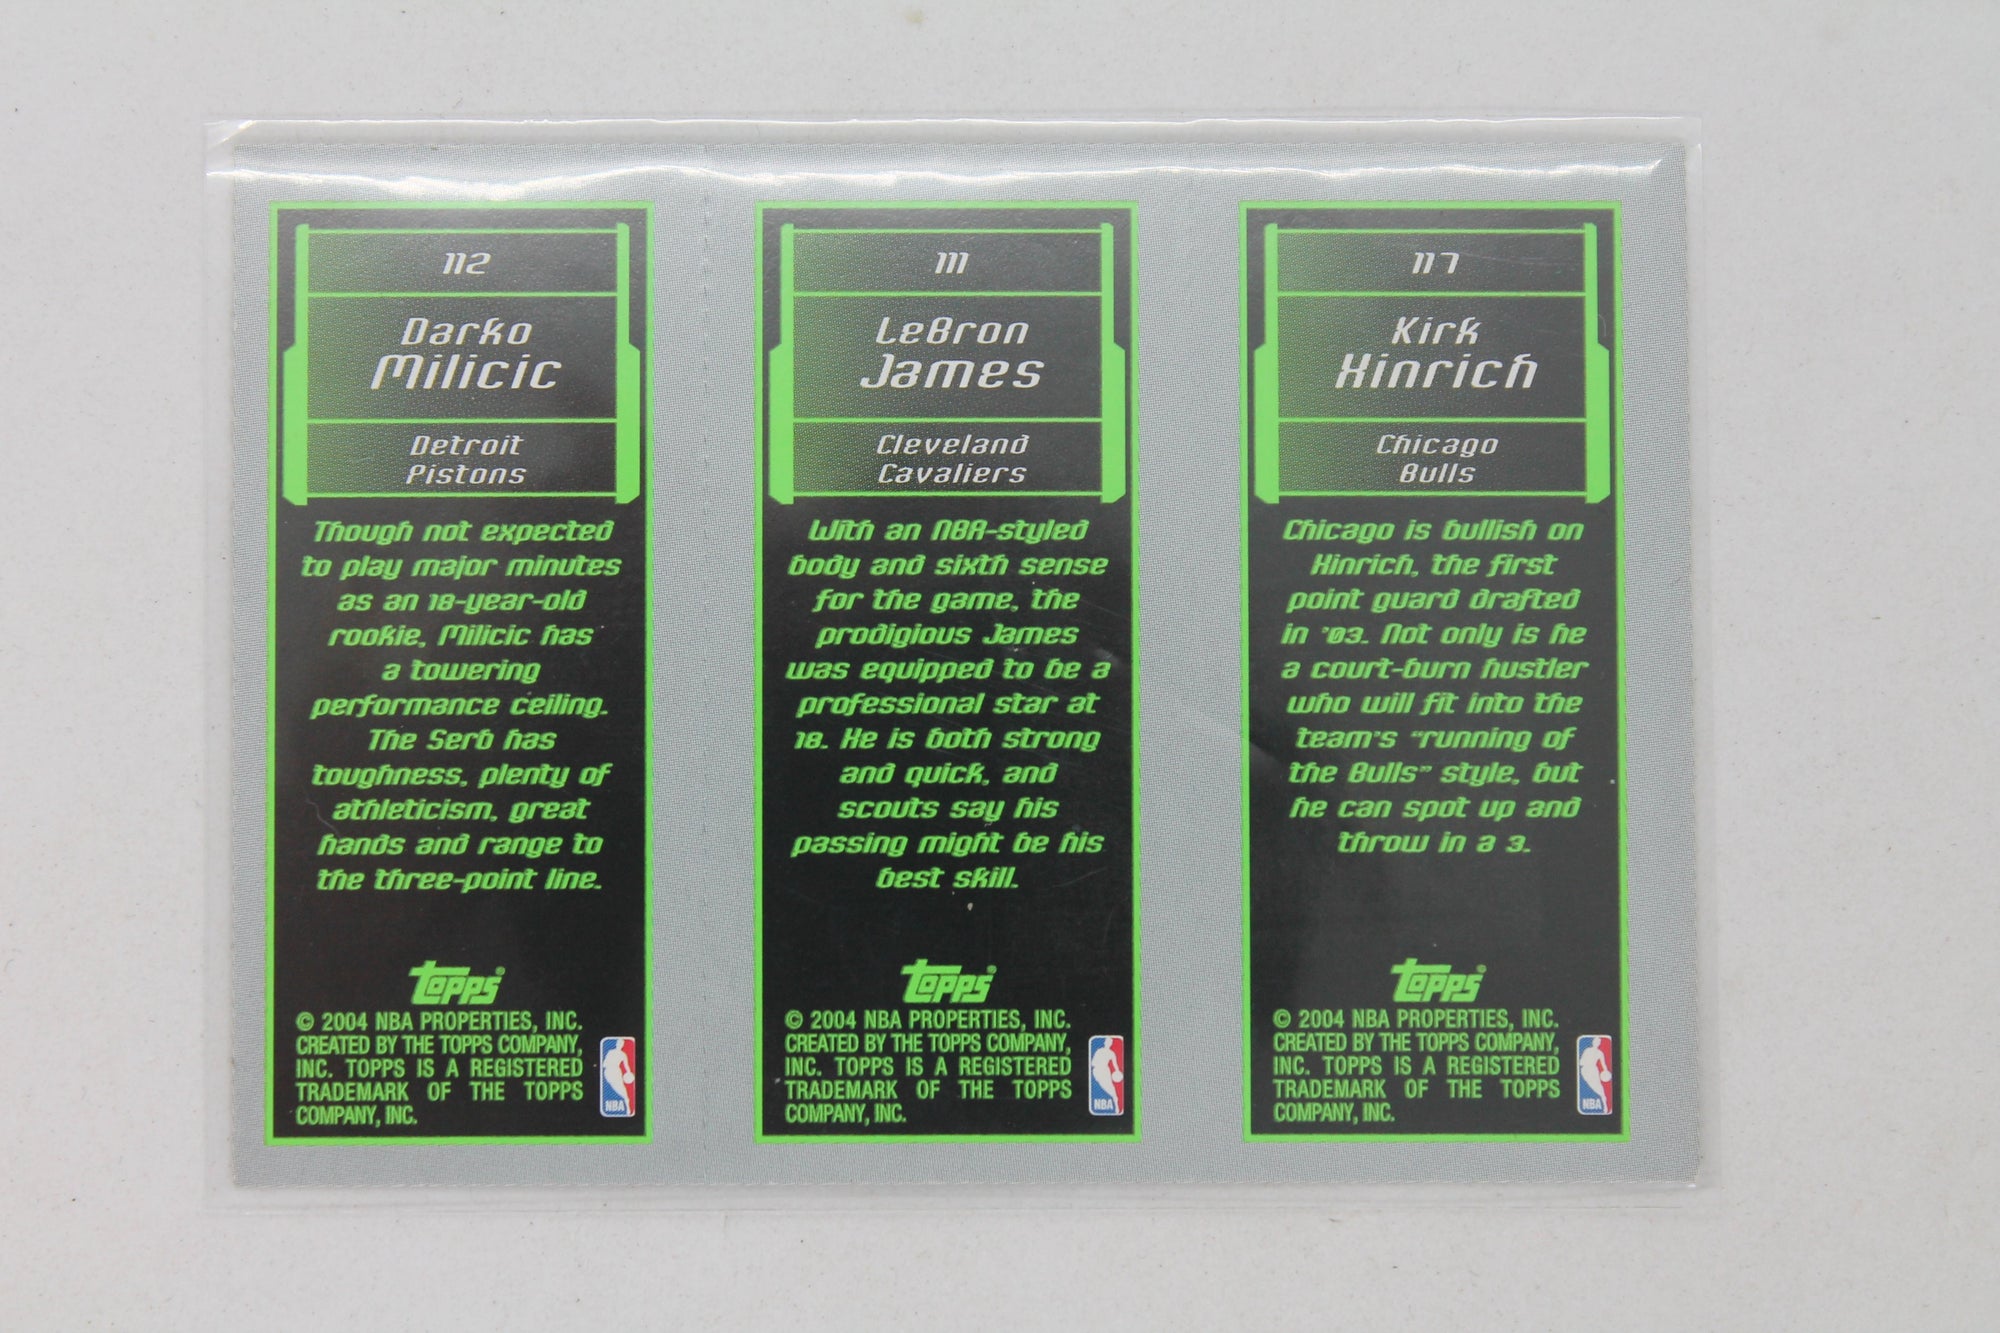 112
Darko
Milicic
Detroit
Pistons
Though not expected
to play major minutes
as an 18-year-old
rookie, Milicic has
a towering
performance ceiling.
The Serb has
toughness, plenty of
athleticism, great
hands and range to
the three-point line.
Topps
© 2004 NBA PROPERTIES, INC.
CREATED BY THE TOPPS COMPANY,
INC. TOPPS IS A REGISTERED
TRADEMARK OF THE TOPPS
COMPANY, INC.
NBA
111
LeBron
James
Cleveland
Cavaliers
With an NBA-styled
body and sixth sense
for the game, the
prodigious James
was equipped to be a
professional star at
18. He is both strong
and quick, and
scouts say his
passing might be his
best skill.
Topps
© 2004 NBA PROPERTIES, INC.
CREATED BY THE TOPPS COMPANY,
INC. TOPPS IS A REGISTERED
TRADEMARK OF THE TOPPS
COMPANY, INC.
NBA
117
Kirk
Hinrich
Chicago
Bulls
Chicago is bullish on
Hinrich, the first
point guard drafted
in '03. Not only is he
a court-burn hustler
who will fit into the
team's "running of
the Bulls" style, but
he can spot up and
throw in a 3.
Topps
© 2004 NBA PROPERTIES, INC.
CREATED BY THE TOPPS COMPANY,
INC. TOPPS IS A REGISTERED
TRADEMARK OF THE TOPPS
COMPANY, INC.
NBA